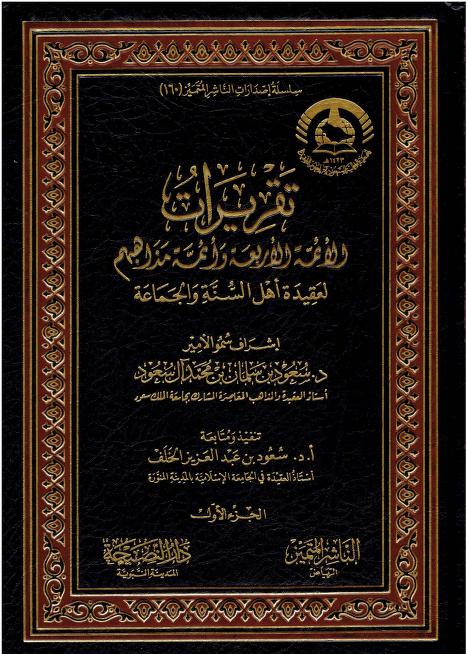 سلسلة إصدارات الناشر المتميز (١٦٠)
١٤٢٣هـ
تقريرات
الأئمة الأربعة وأئمة مذاهبهم
لعقيدة أهل السنة والجماعة
إشراف سمو الأمير
د. سعود بن سلمان بن محمد آل سعود
أستاذ العقيدة والمذاهب المعاصرة المشارك بجامعة الملك سعود
تنفيذ ومتابعة
أ.د. سعود بن عبد العزيز الخلف
أستاذ العقيدة في الجامعة الإسلامية بالمدينة المنورة
الجزء الأول
الناشر المتميز
الرياض
دار النصيحة
المدينة النبوية